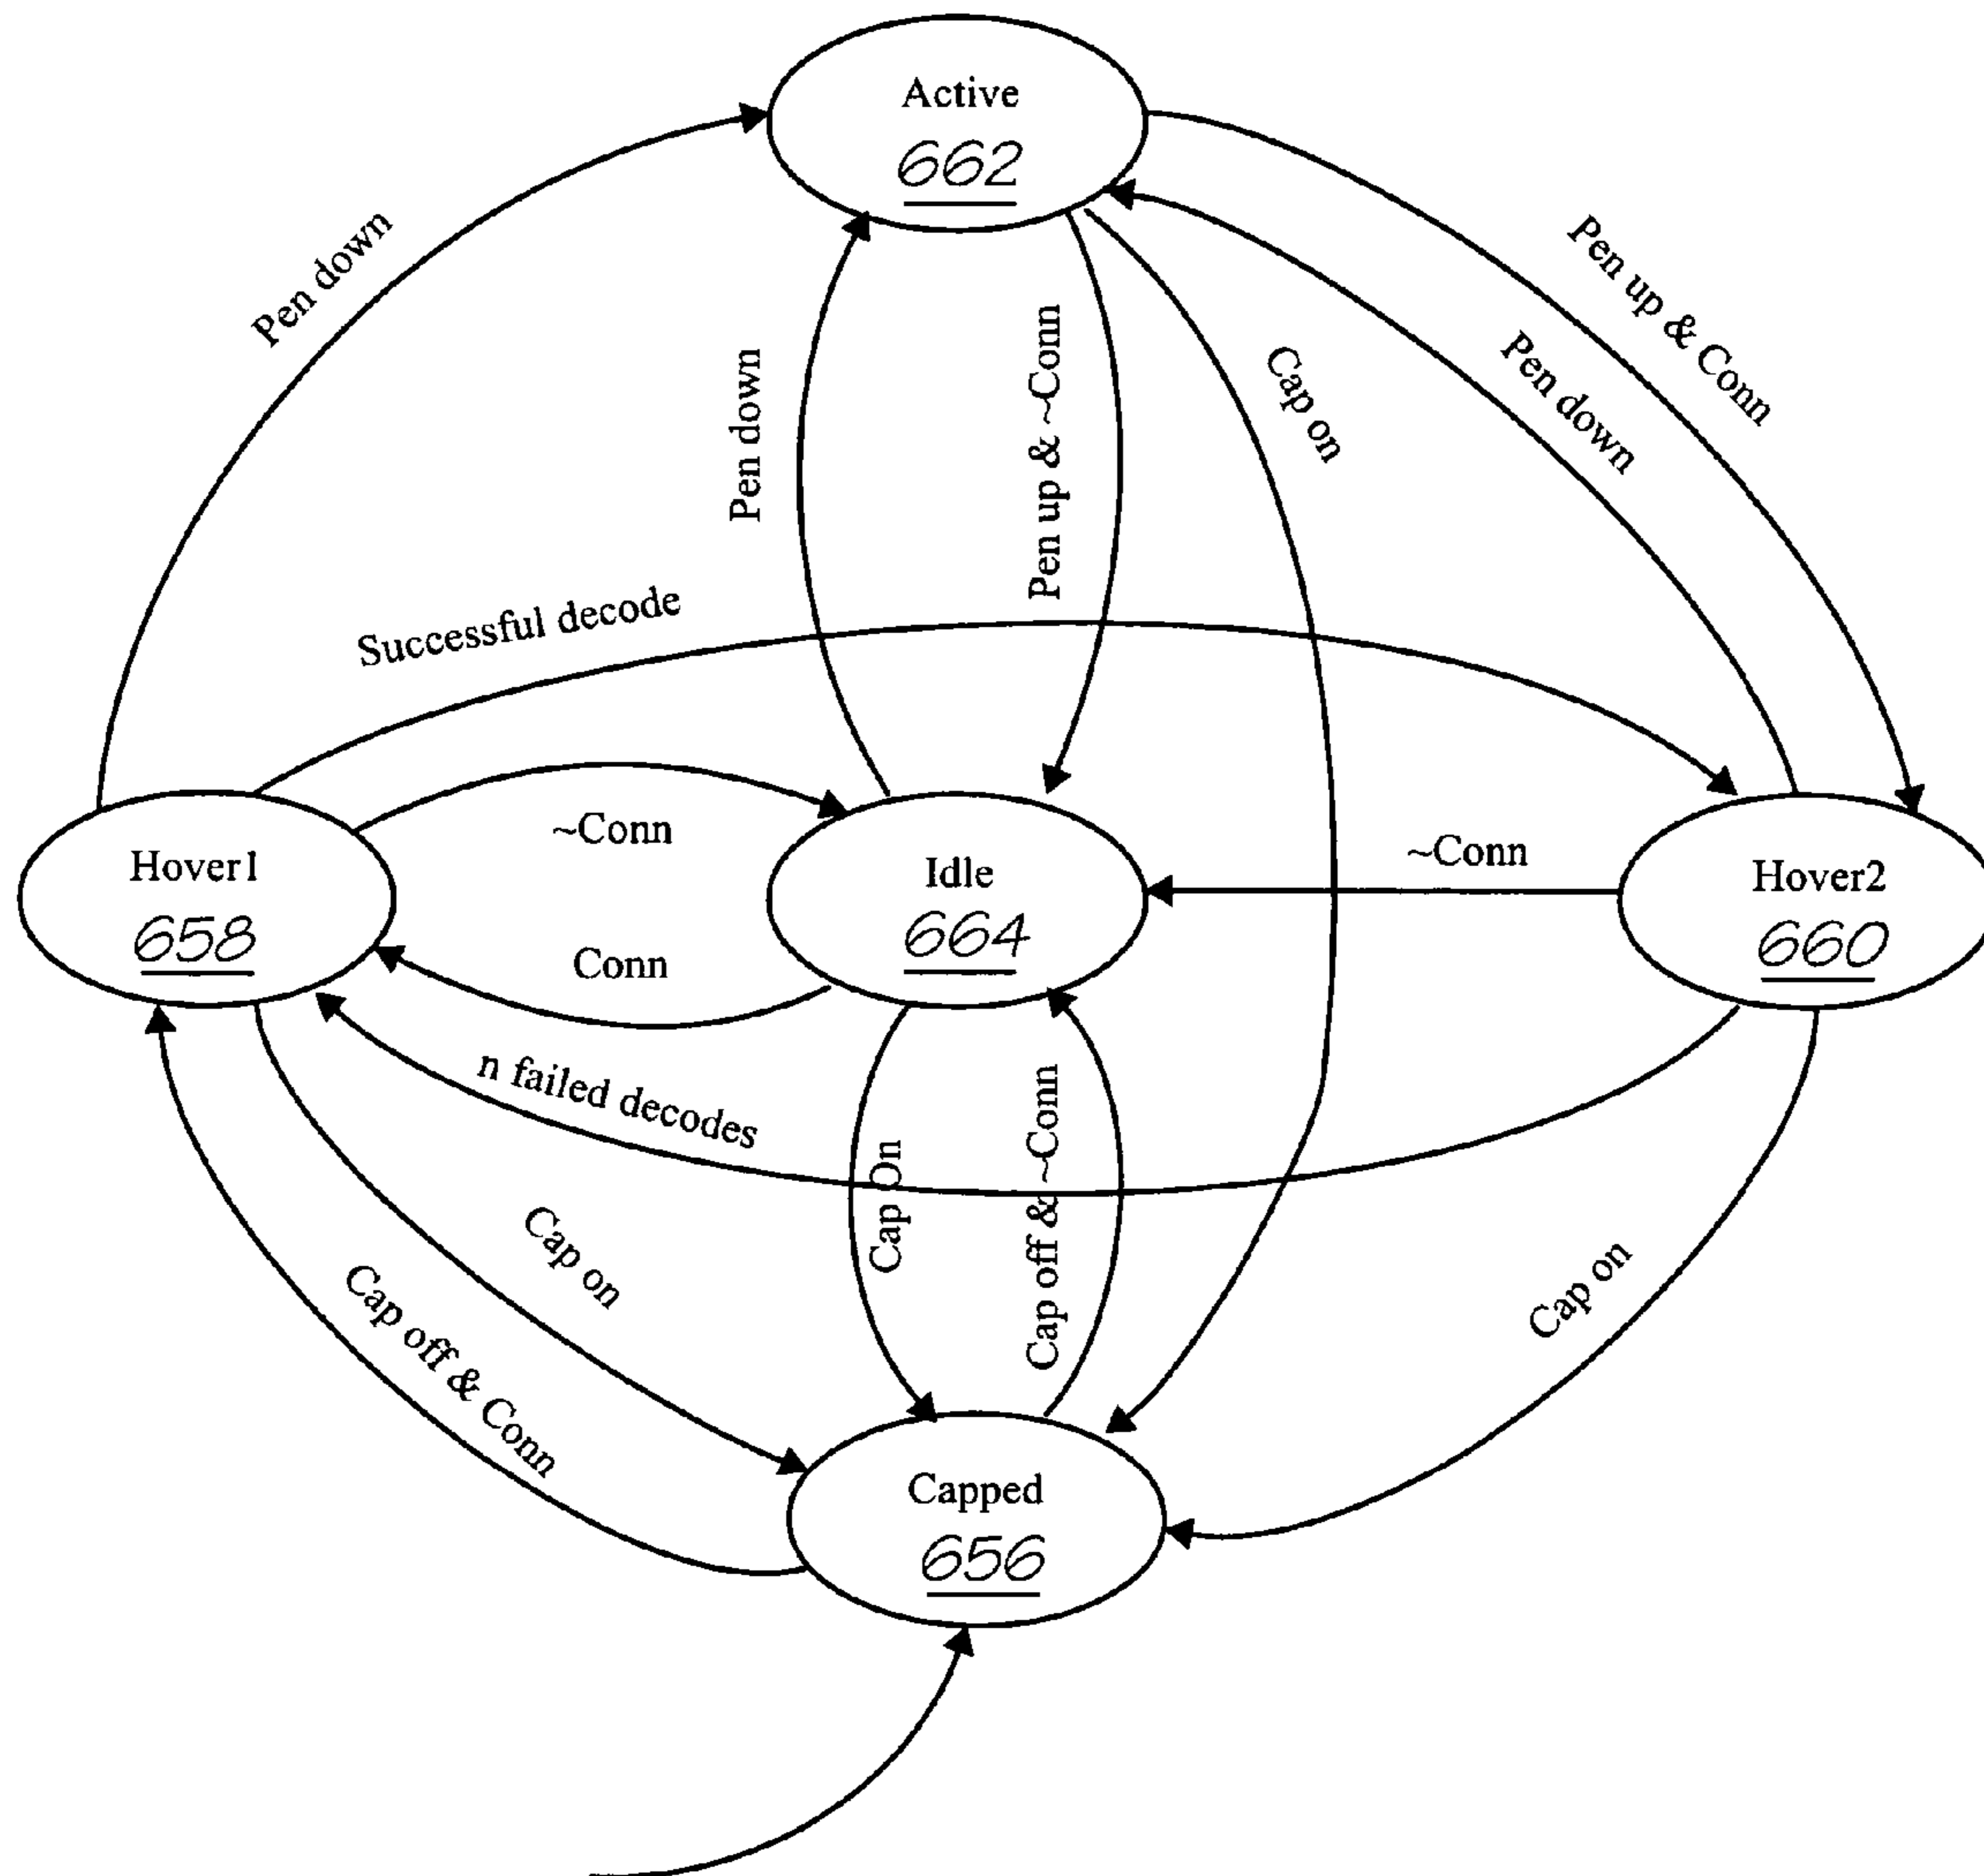 Active
662
Pen down
Pen up & Conn
Pen down
Pen down
Pen up & ~Conn
Cap on
Successful decode
~Conn
~Conn
Hover1
658
Idle
664
Hover2
660
Conn
n failed decodes
Cap On
Cap off & ~Conn
Cap on
Cap on
Cap off & Conn
Capped
656